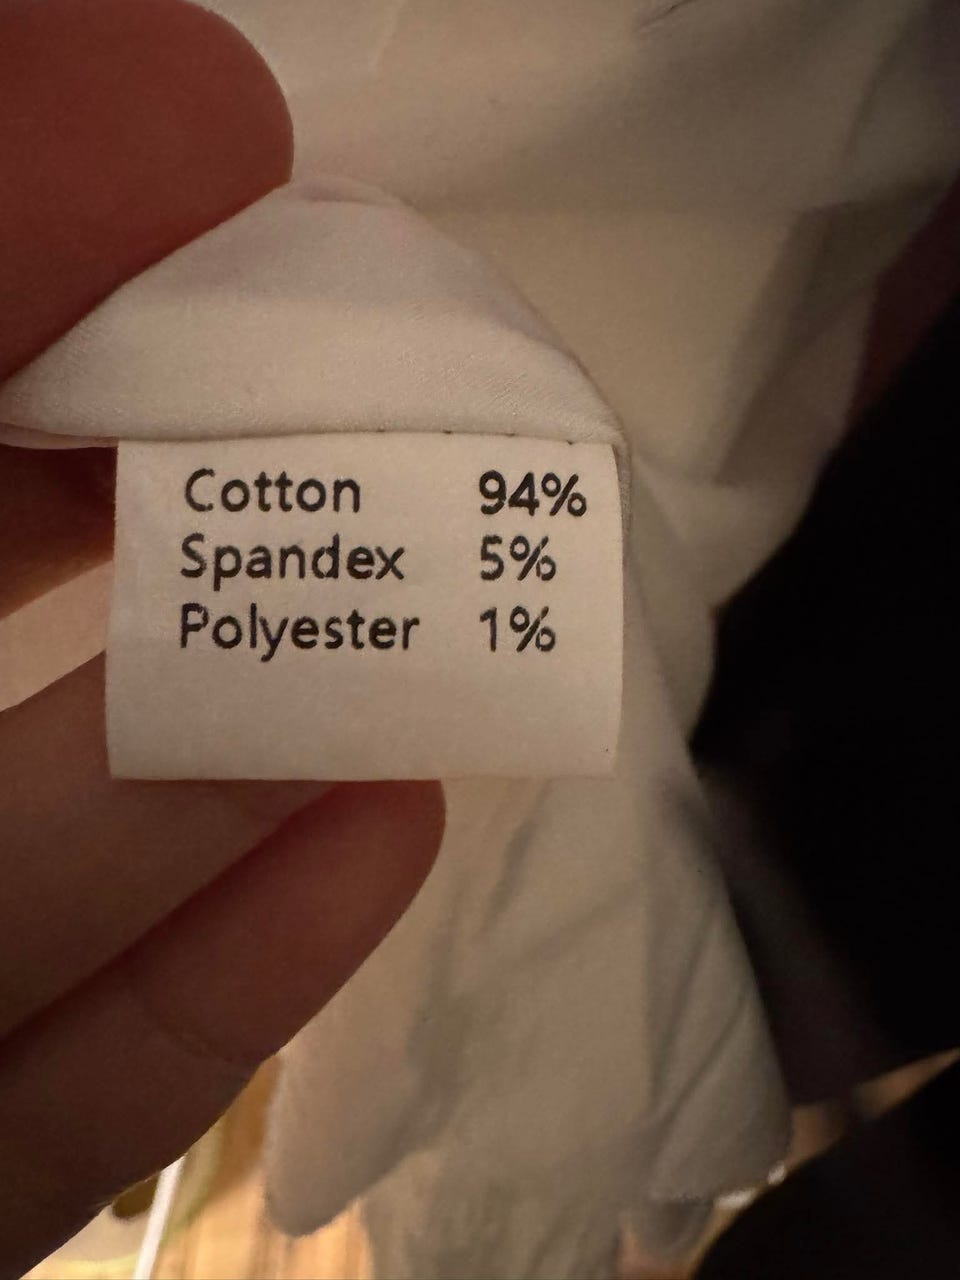 Cotton 94%
Spandex 5%
Polyester 1%